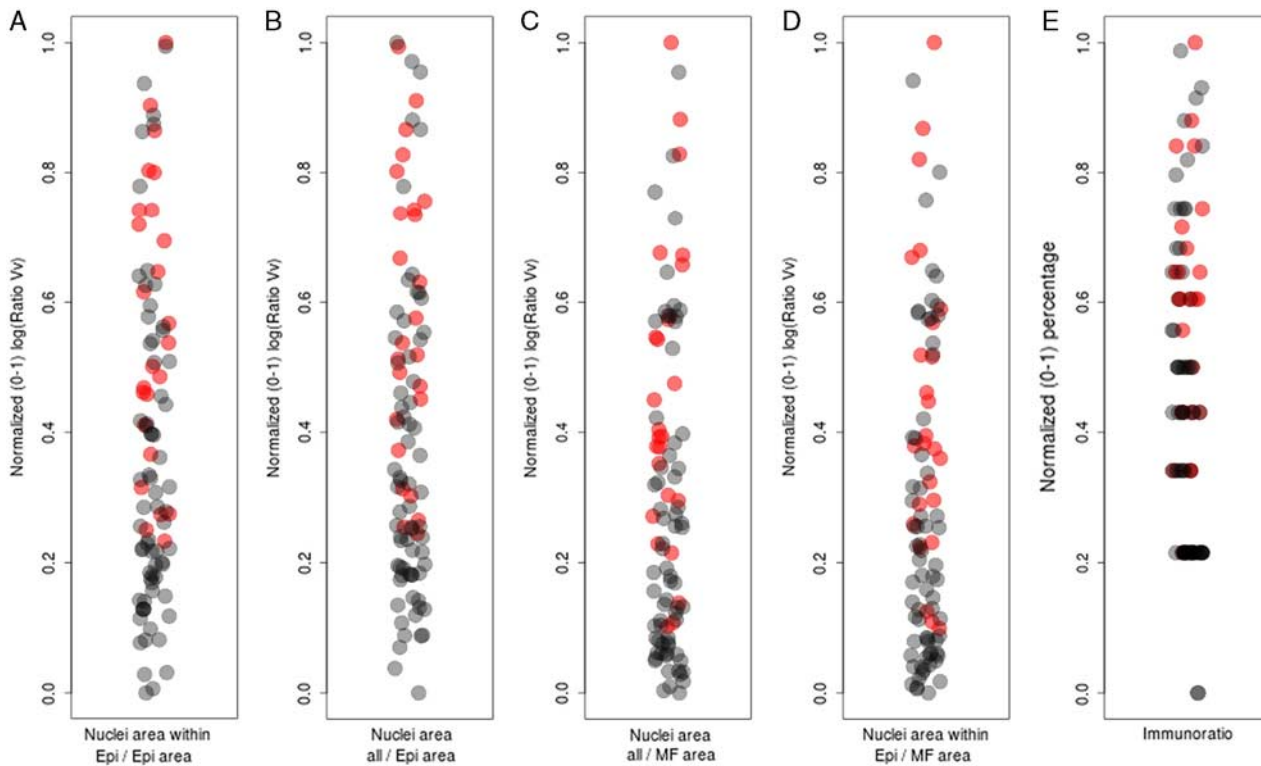 A
B
C
D
E
Normalized (0-1) log(Ratio Vv)
0.0
0.2
0.4
0.6
0.8
1.0
Nuclei area within
Epi / Epi area
Normalized (0-1) log(Ratio Vv)
0.0
0.2
0.4
0.6
0.8
1.0
Nuclei area
all / Epi area
Normalized (0-1) log(Ratio Vv)
0.0
0.2
0.4
0.6
0.8
1.0
Nuclei area
all / MF area
Normalized (0-1) log(Ratio Vv)
0.0
0.2
0.4
0.6
0.8
1.0
Nuclei area within
Epi / MF area
Normalized (0-1) percentage
0.0
0.2
0.4
0.6
0.8
1.0
Immunoratio